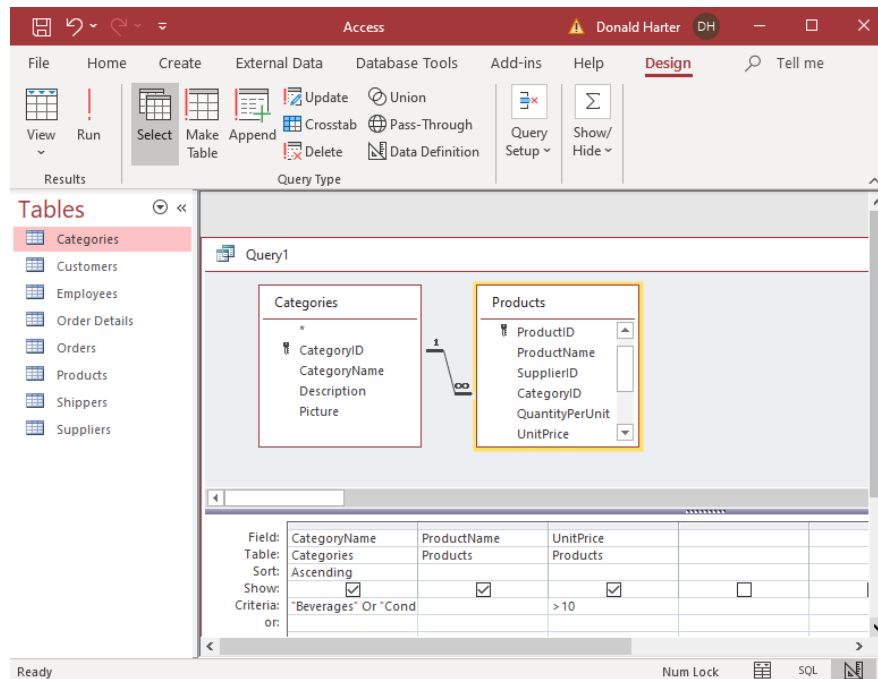 Access
Donald Harter DH
File Home Create External Data Database Tools Add-ins Help Design Tell me
View
Run
Select
Make Table
Append
Update
Crosstab
Delete
Union
Pass-Through
Data Definition
Query Setup
Show/ Hide
Results
Query Type
Tables
Categories
Customers
Employees
Order Details
Orders
Products
Shippers
Suppliers
Query1
Categories
*
CategoryID
CategoryName
Description
Picture
1
∞
Products
ProductID
ProductName
SupplierID
CategoryID
QuantityPerUnit
UnitPrice
Field: CategoryName ProductName UnitPrice
Table: Categories Products Products
Sort: Ascending
Show:
Criteria: "Beverages" Or "Cond >10
or:
Ready
Num Lock
SQL